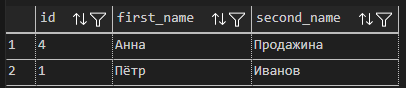 id first_name second_name
1 4 Анна Продажина
2 1 Пётр Иванов